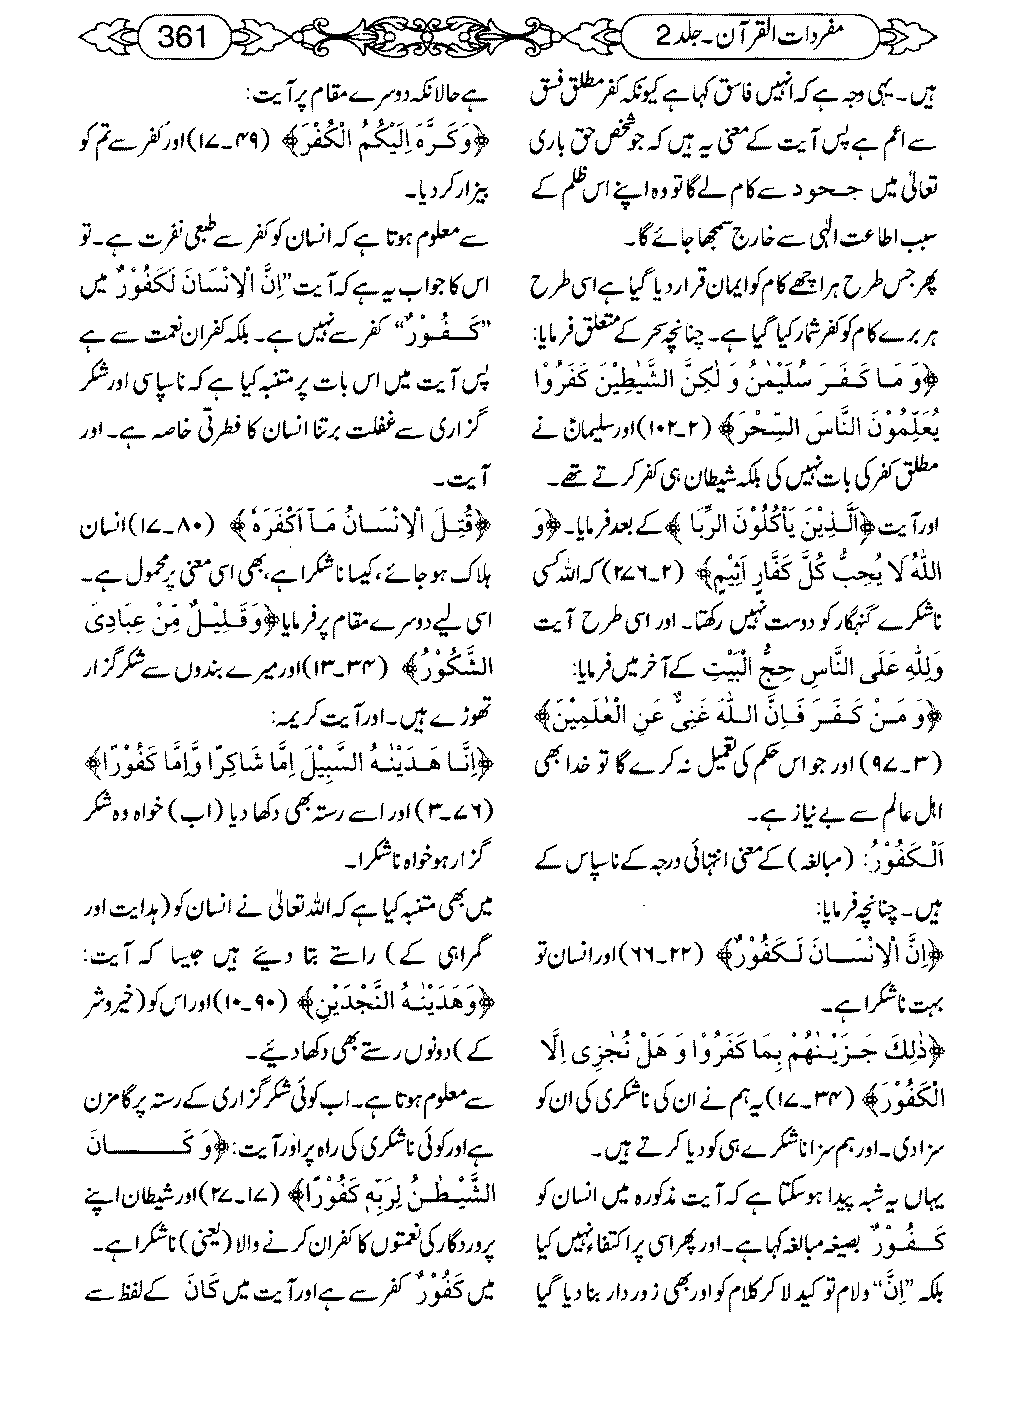 مفردات القرآن۔ جلد 2
361
ہیں۔ یہی وجہ ہے کہ انہیں فاسق کہا ہے کیونکہ کفر مطلق فسق
سے اعم ہے پس آیت کے معنی یہ ہیں کہ جو شخص حق باری
تعالیٰ میں جحود سے کام لے گا تو وہ اپنے اس ظلم کے
سبب اطاعت الٰہی سے خارج سمجھا جائے گا۔
پھر جس طرح ہر اچھے کام کو ایمان قرار دیا گیا ہے اسی طرح
ہر برے کام کو کفر شمار کیا گیا ہے۔ چنانچہ سحر کے متعلق فرمایا:
﴿وَ مَا كَفَرَ سُلَيْمٰنُ وَ لٰكِنَّ الشَّيٰطِيْنَ كَفَرُوْا
يُعَلِّمُوْنَ النَّاسَ السِّحْرَ﴾ (۲۔۱۰۲) اور سلیمان نے
مطلق کفر کی بات نہیں کی بلکہ شیطان ہی کفر کرتے تھے۔
اور آیت ﴿اَلَّذِيْنَ يَأْكُلُوْنَ الرِّبَا﴾ کے بعد فرمایا۔ ﴿وَ
اللّٰهُ لَا يُحِبُّ كُلَّ كَفَّارٍ اَثِيْمٍ﴾ (۲۔۲۷۶) کہ اللہ کسی
ناشکرے گنہگار کو دوست نہیں رکھتا۔ اور اسی طرح آیت
وَلِلّٰهِ عَلَى النَّاسِ حِجُّ الْبَيْتِ کے آخر میں فرمایا:
﴿وَ مَنْ كَفَرَ فَاِنَّ اللّٰهَ غَنِىٌّ عَنِ الْعٰلَمِيْنَ﴾
(۳۔۹۷) اور جو اس حکم کی تعمیل نہ کرے گا تو خدا بھی
اہل عالم سے بے نیاز ہے۔
اَلْكَفُوْرُ: (مبالغہ) کے معنی انتہائی درجہ کے ناسپاس کے
ہیں۔ چنانچہ فرمایا:
﴿اِنَّ الْاِنْسَانَ لَكَفُوْرٌ﴾ (۲۲۔۶۶) اور انسان تو
بہت ناشکرا ہے۔
﴿ذٰلِكَ جَزَيْنٰهُمْ بِمَا كَفَرُوْا وَ هَلْ نُجٰزِى اِلَّا
الْكَفُوْرَ﴾ (۳۴۔۱۷) یہ ہم نے ان کی ناشکری کی ان کو
سزا دی۔ اور ہم سزا ناشکرے ہی کو دیا کرتے ہیں۔
یہاں یہ شبہ پیدا ہو سکتا ہے کہ آیت مذکورہ میں انسان کو
كَفُوْرٌ بصیغہ مبالغہ کہا ہے۔ اور پھر اسی پر اکتفاء نہیں کیا
بلکہ ”اِنَّ“ ولام تو کید لا کر کلام کو اور بھی زور دار بنا دیا گیا
ہے حالانکہ دوسرے مقام پر آیت:
﴿وَكَرَّهَ اِلَيْكُمُ الْكُفْرَ﴾ (۴۹۔۱۷) اور کفر سے تم کو
بیزار کر دیا۔
سے معلوم ہوتا ہے کہ انسان کو کفر سے طبعی نفرت ہے۔ تو
اس کا جواب یہ ہے کہ آیت ”اِنَّ الْاِنْسَانَ لَكَفُوْرٌ میں
”كَفُوْرٌ“ کفر سے نہیں ہے۔ بلکہ کفران نعمت سے ہے
پس آیت میں اس بات پر متنبہ کیا ہے کہ ناسپاسی اور شکر
گزاری سے غفلت برتنا انسان کا فطرتی خاصہ ہے۔ اور
آیت۔
﴿قُتِلَ الْاِنْسَانُ مَآ اَكْفَرَهٗ﴾ (۸۰۔۱۷) انسان
ہلاک ہو جائے، کیسا ناشکرا ہے، بھی اسی معنی پر محمول ہے۔
اسی لیے دوسرے مقام پر فرمایا ﴿وَقَلِيْلٌ مِّنْ عِبَادِىَ
الشَّكُوْرُ﴾ (۳۴۔۱۳) اور میرے بندوں سے شکر گزار
تھوڑے ہیں۔ اور آیت کریمہ:
﴿اِنَّا هَدَيْنٰهُ السَّبِيْلَ اِمَّا شَاكِرًا وَّاِمَّا كَفُوْرًا﴾
(۷۶۔۳) اور اسے رستہ بھی دکھا دیا (اب) خواہ وہ شکر
گزار ہو خواہ ناشکرا۔
میں بھی متنبہ کیا ہے کہ اللہ تعالیٰ نے انسان کو (ہدایت اور
گمراہی کے) راستے بتا دیئے ہیں جیسا کہ آیت:
﴿وَهَدَيْنٰهُ النَّجْدَيْنِ﴾ (۹۰۔۱۰) اور اس کو (خیر و شر
کے) دونوں رستے بھی دکھا دیئے۔
سے معلوم ہوتا ہے۔ اب کوئی شکر گزاری کے رستہ پر گامزن
ہے اور کوئی ناشکری کی راہ پر اور آیت: ﴿وَ كَانَ
الشَّيْطٰنُ لِرَبِّهٖ كَفُوْرًا﴾ (۱۷۔۲۷) اور شیطان اپنے
پروردگار کی نعمتوں کا کفران کرنے والا (یعنی) ناشکرا ہے۔
میں كَفُوْرٌ کفر سے ہے اور آیت میں كَانَ کے لفظ سے